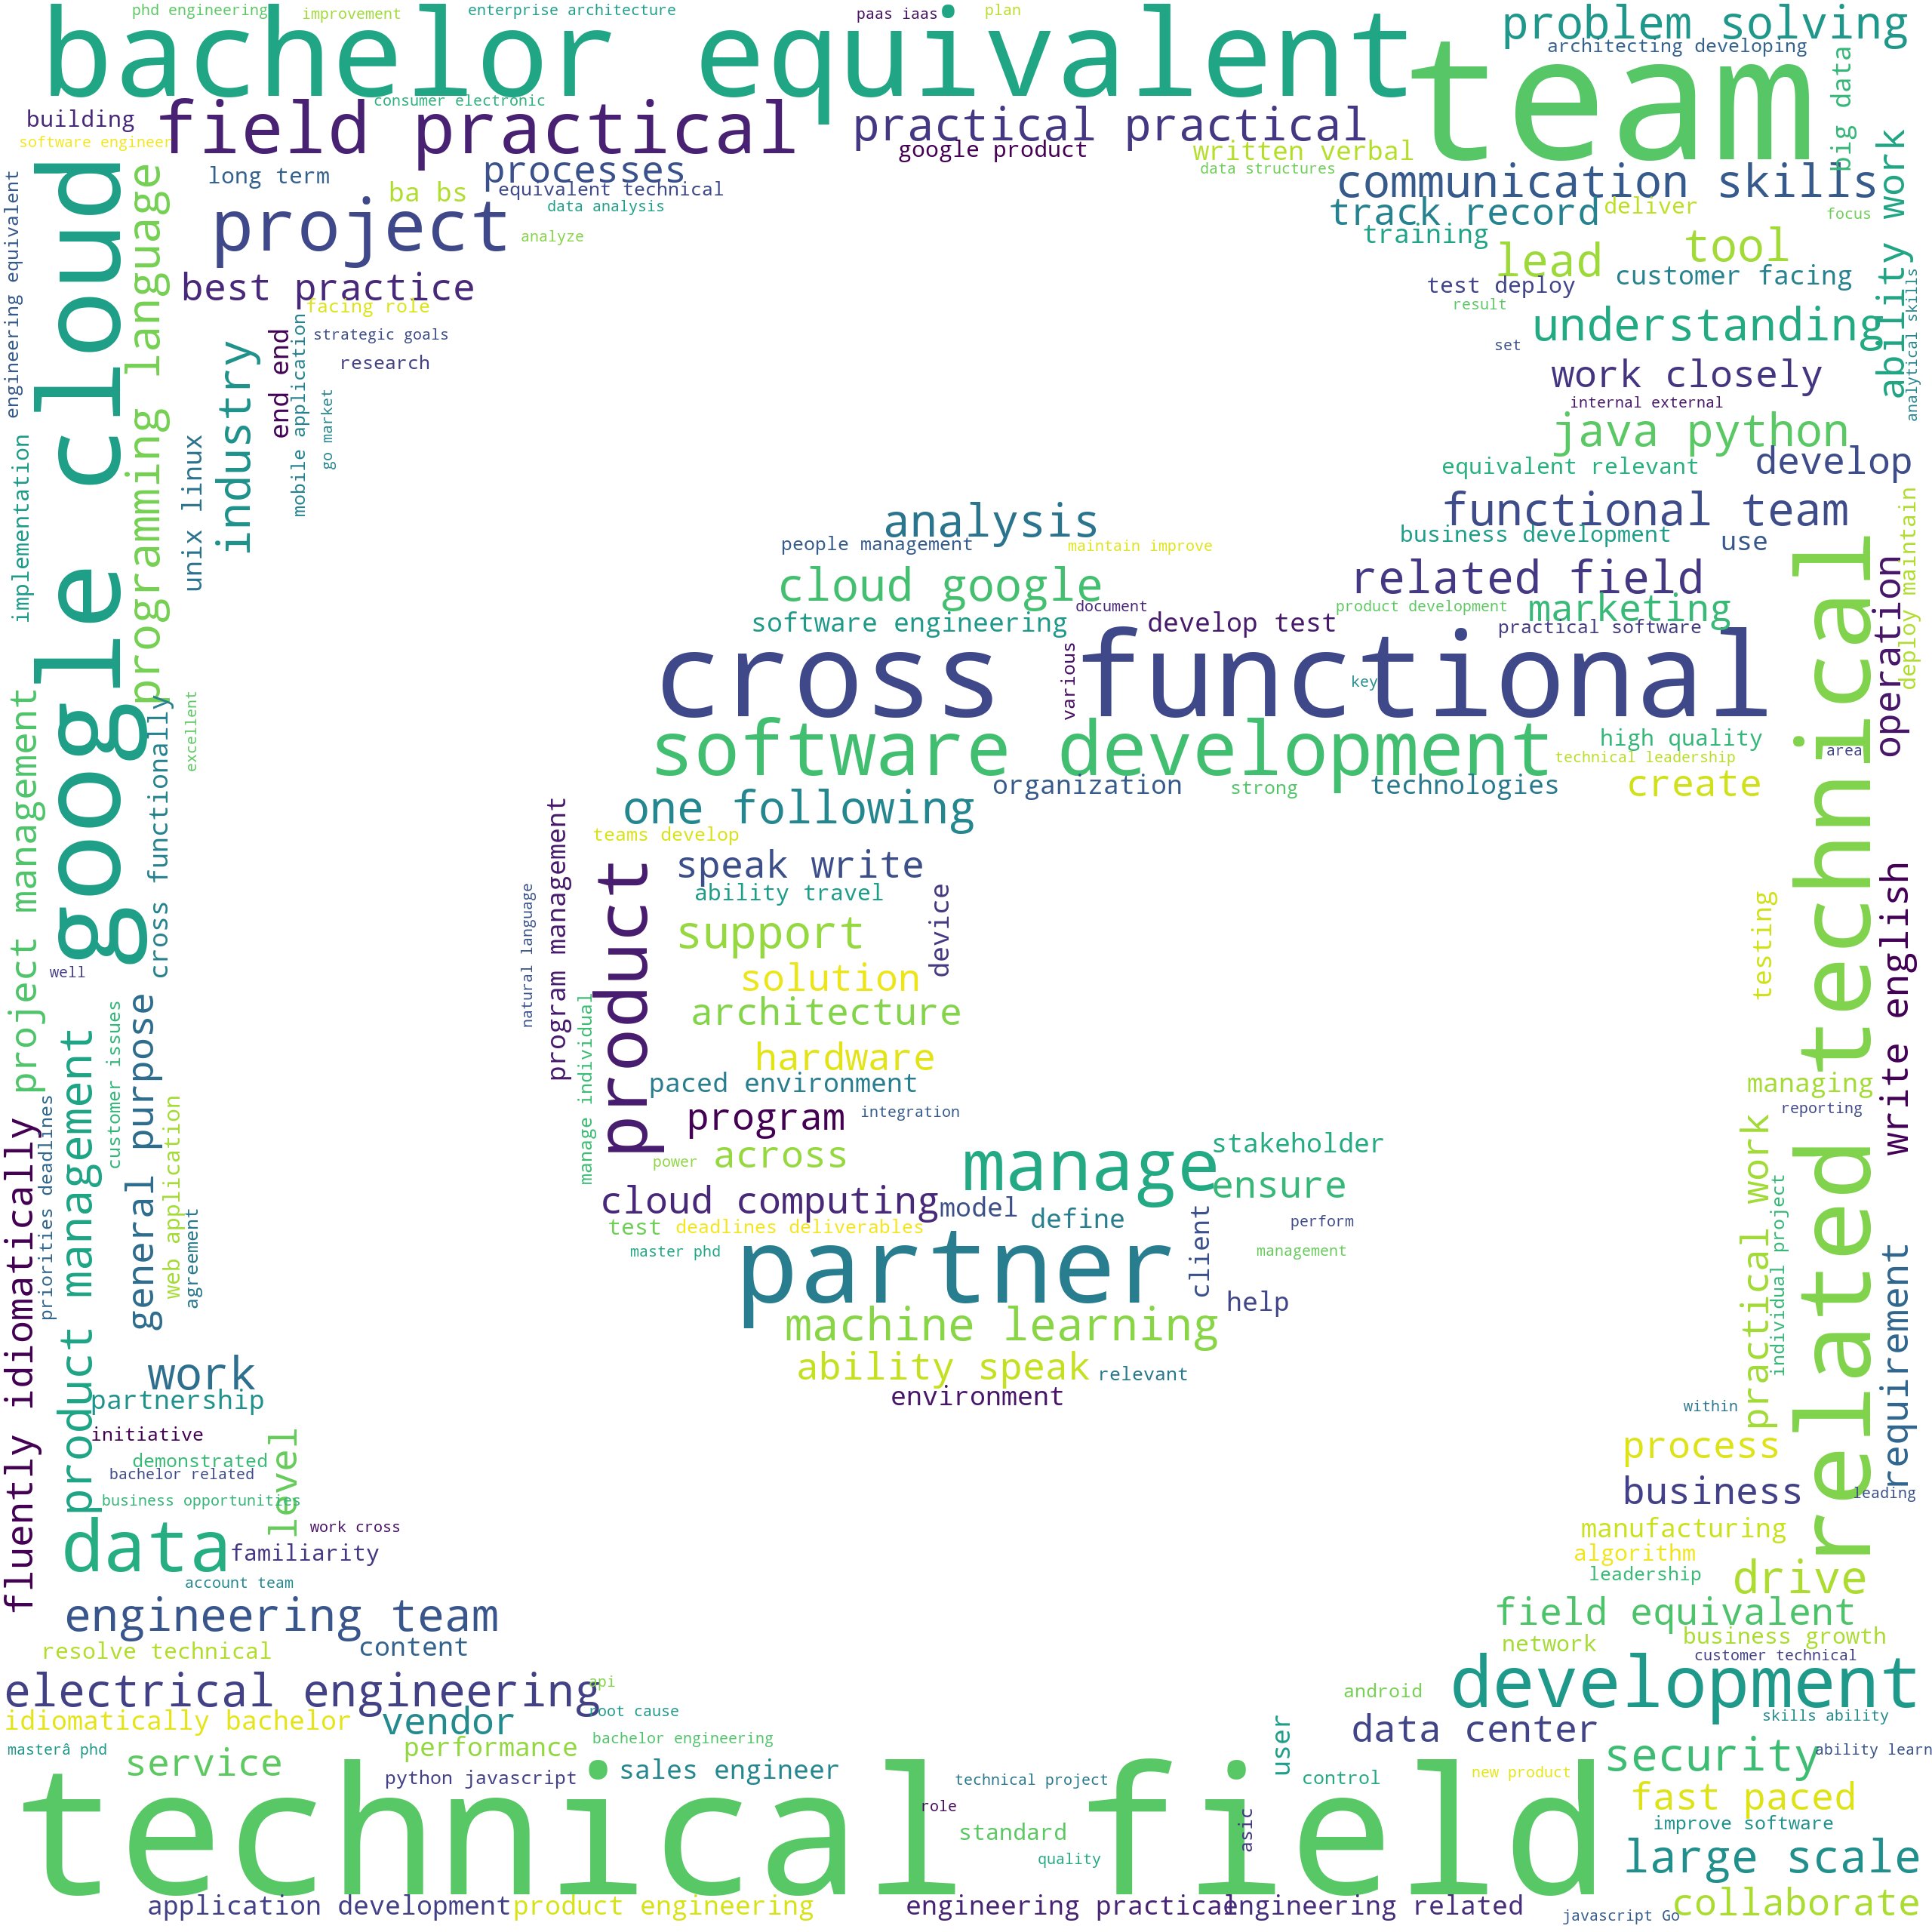 phd engineering
improvement
enterprise architecture
paas iaas
plan
bachelor equivalent
problem solving
architecting developing
team
big data
consumer electronic
building
software engineer
field practical
practical practical
google product
written verbal
data structures
ability work
google cloud
programming language
engineering equivalent
long term
ba bs
processes
equivalent technical
data analysis
analyze
project
communication skills
track record
deliver
focus
training
lead
tool
customer facing
analytical skills
best practice
facing role
strategic goals
research
test deploy
result
set
understanding
end end
mobile application
go market
industry
unix linux
implementation
work closely
internal external
java python
equivalent relevant
develop
functional team
analysis
people management
maintain improve
business development
use
deploy maintain
operation
related technical
cloud google
related field
document
product development
marketing
software engineering
develop test
practical software
cross functional
various
key
software development
high quality
technical leadership
area
organization
strong
technologies
create
project management
cross functionally
excellent
well
one following
teams develop
speak write
ability travel
device
support
solution
architecture
hardware
product
program management
natural language
manage individual
paced environment
program
integration
across
power
testing
write english
managing
reporting
product management
customer issues
general purpose
web application
agreement
priorities deadlines
fluently idiomatically
manage
stakeholder
ensure
cloud computing
model
define
test
deadlines deliverables
master phd
client
perform
management
partner
help
machine learning
ability speak
relevant
environment
practical work
individual project
requirement
work
partnership
initiative
demonstrated
bachelor related
business opportunities
level
work cross
data
familiarity
account team
within
process
business
leading
manufacturing
algorithm
leadership
drive
engineering team
resolve technical
content
field equivalent
network
business growth
customer technical
electrical engineering
api
root cause
idiomatically bachelor
vendor
bachelor engineering
masterâ phd
performance
service
python javascript
sales engineer
android
development
skills ability
data center
user
security
ability learn
technical project
control
new product
technical field
role
standard
quality
asic
fast paced
improve software
large scale
application development
product engineering
engineering practical
engineering related
javascript Go
collaborate